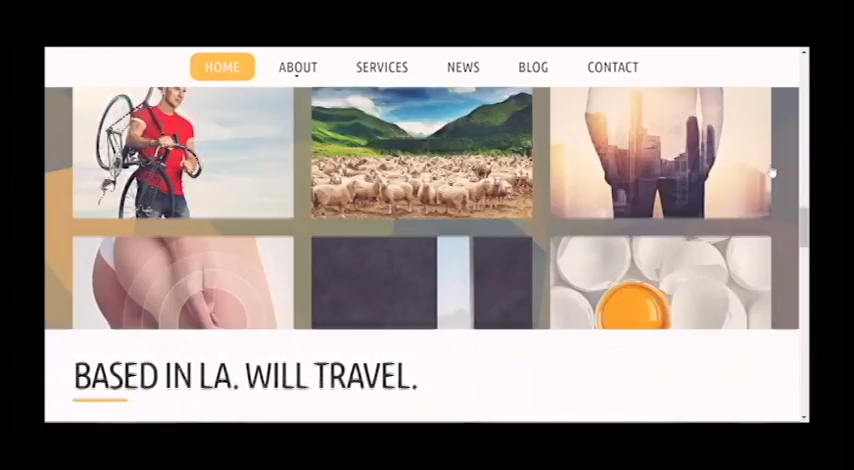 HOME ABOUT SERVICES NEWS BLOG CONTACT
BASED IN LA. WILL TRAVEL.